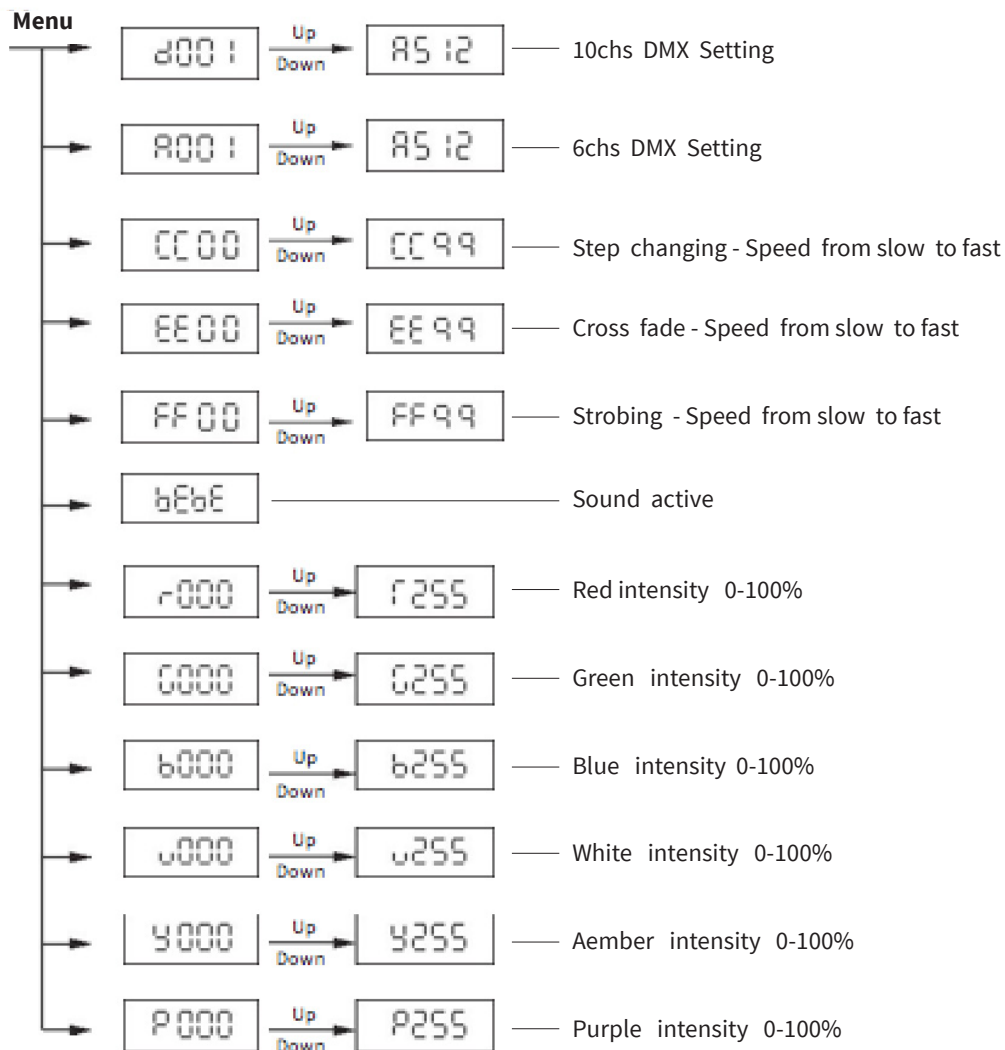 Menu
d001 Up Down A512 10chs DMX Setting
A001 Up Down A512 6chs DMX Setting
CC00 Up Down CC99 Step changing - Speed from slow to fast
EE00 Up Down EE99 Cross fade - Speed from slow to fast
FF00 Up Down FF99 Strobing - Speed from slow to fast
bEbE Sound active
r000 Up Down r255 Red intensity 0-100%
G000 Up Down G255 Green intensity 0-100%
b000 Up Down b255 Blue intensity 0-100%
u000 Up Down u255 White intensity 0-100%
y000 Up Down y255 Aember intensity 0-100%
P000 Up Down P255 Purple intensity 0-100%